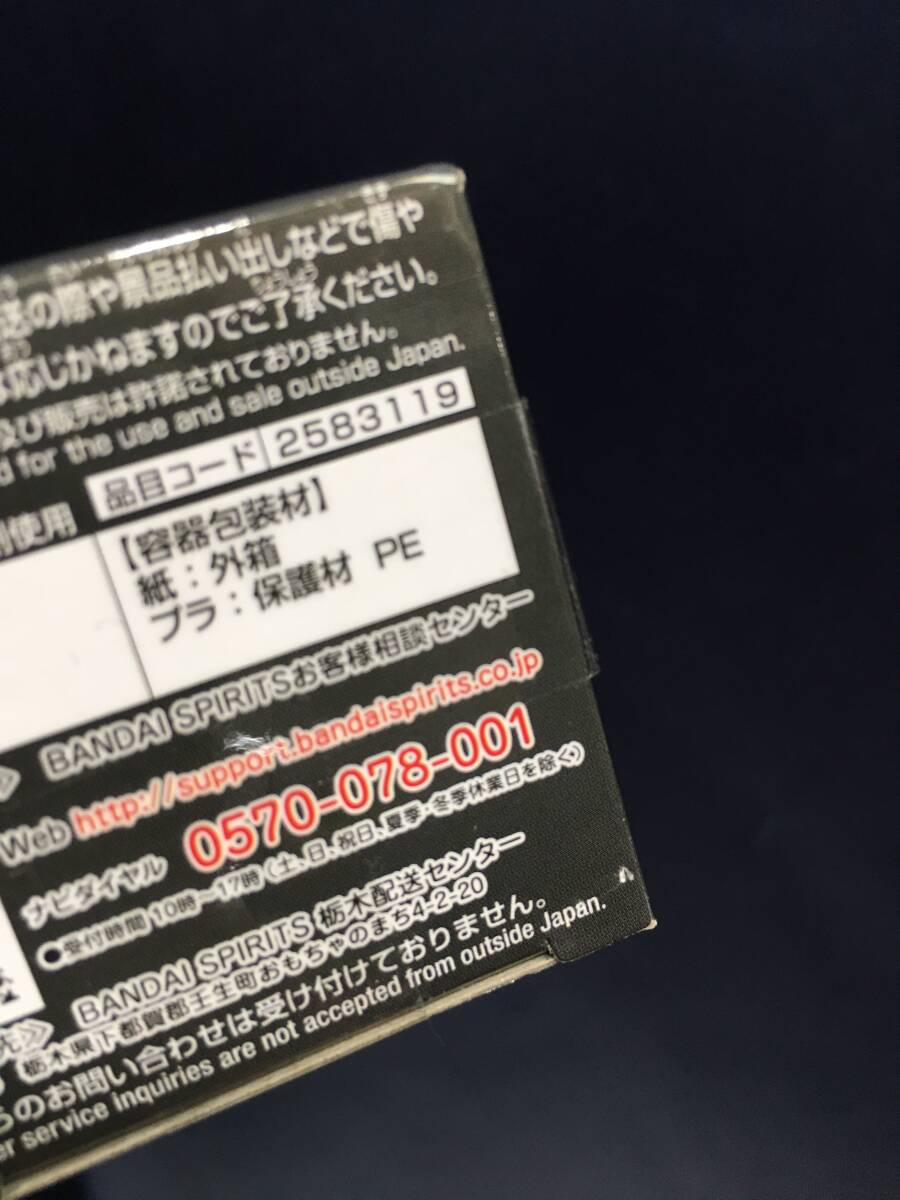 送の際や景品払い出しなどで傷や
応じかねますのでご了承ください。
及び販売は許諾されておりません。
for the use and sale outside Japan.
品目コード 2583119
使用
【容器包装材】
紙：外箱
プラ：保護材 PE
BANDAI SPIRITSお客様相談センター
Web http://support.bandaispirits.co.jp
ナビダイヤル 0570-078-001
●受付時間 10時～17時（土、日、祝日、夏季・冬季休業日を除く）
BANDAI SPIRITS 栃木配送センター
栃木県下都賀郡壬生町おもちゃのまち4-2-20
のお問い合わせは受け付けておりません。
service inquiries are not accepted from outside Japan.